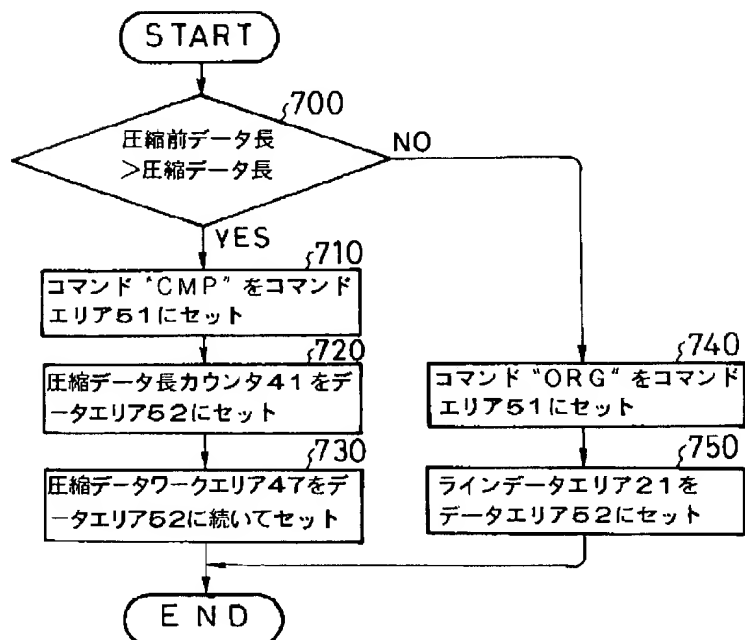 START
700
圧縮前データ長
>圧縮データ長
NO
YES
710
コマンド"CMP"をコマンド
エリア51にセット
720
圧縮データ長カウンタ41をデ
ータエリア52にセット
730
圧縮データワークエリア47をデ
ータエリア52に続いてセット
740
コマンド"ORG"をコマンド
エリア51にセット
750
ラインデータエリア21を
データエリア52にセット
END